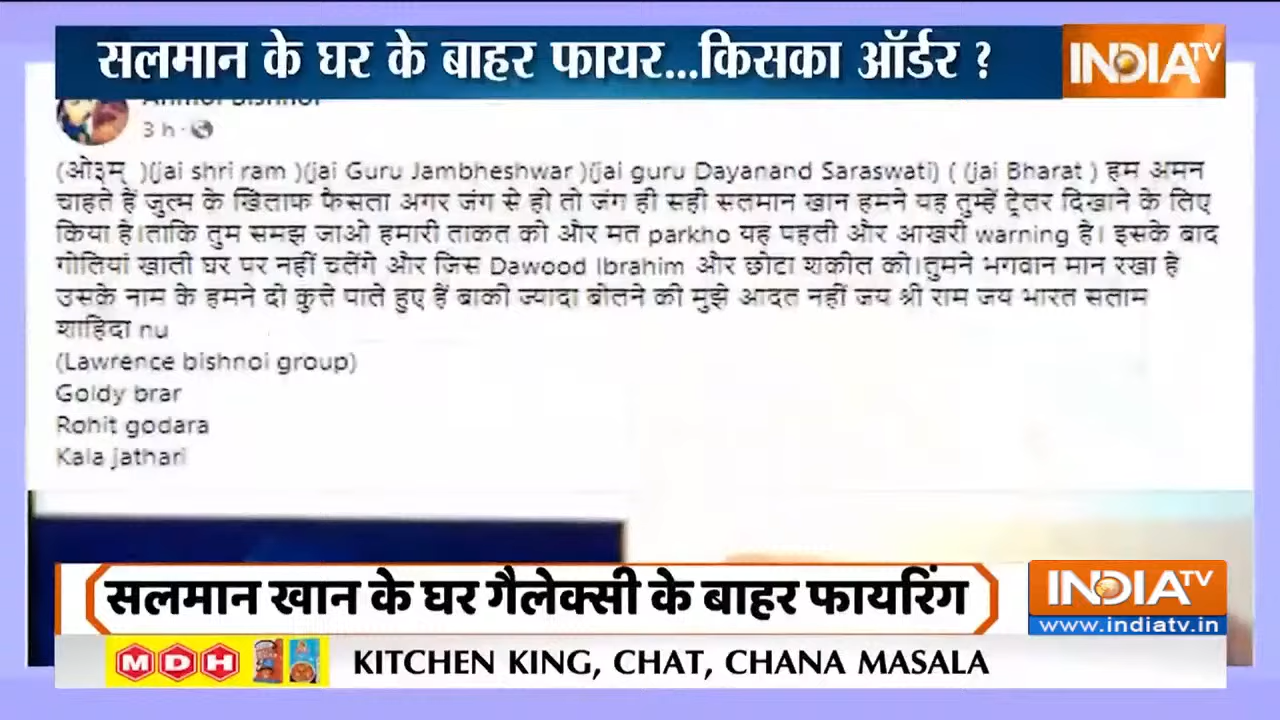 सलमान के घर के बाहर फायर...किसका ऑर्डर ?
INDIA TV
3 h
(ओ३म् )(jai shri ram )(jai Guru Jambheshwar )(jai guru Dayanand Saraswati) ( (jai Bharat ) हम अमन
चाहते हैं जुल्म के खिलाफ फैसला अगर जंग से हो तो जंग ही सही सलमान खान हमने यह तुम्हें ट्रेलर दिखाने के लिए
किया है।ताकि तुम समझ जाओ हमारी ताकत को और मत parkho यह पहली और आखरी warning है। इसके बाद
गोलियां खाली घर पर नहीं चलेंगे और जिस Dawood Ibrahim और छोटा शकील को।तुमने भगवान मान रखा है
उसके नाम के हमने दो कुत्ते पाले हुए हैं बाकी ज्यादा बोलने की मुझे आदत नहीं जय श्री राम जय भारत सलाम
शाहिदा nu
(Lawrence bishnoi group)
Goldy brar
Rohit godara
Kala jathari
सलमान खान के घर गैलेक्सी के बाहर फायरिंग
INDIA TV
www.indiatv.in
MDH KITCHEN KING, CHAT, CHANA MASALA